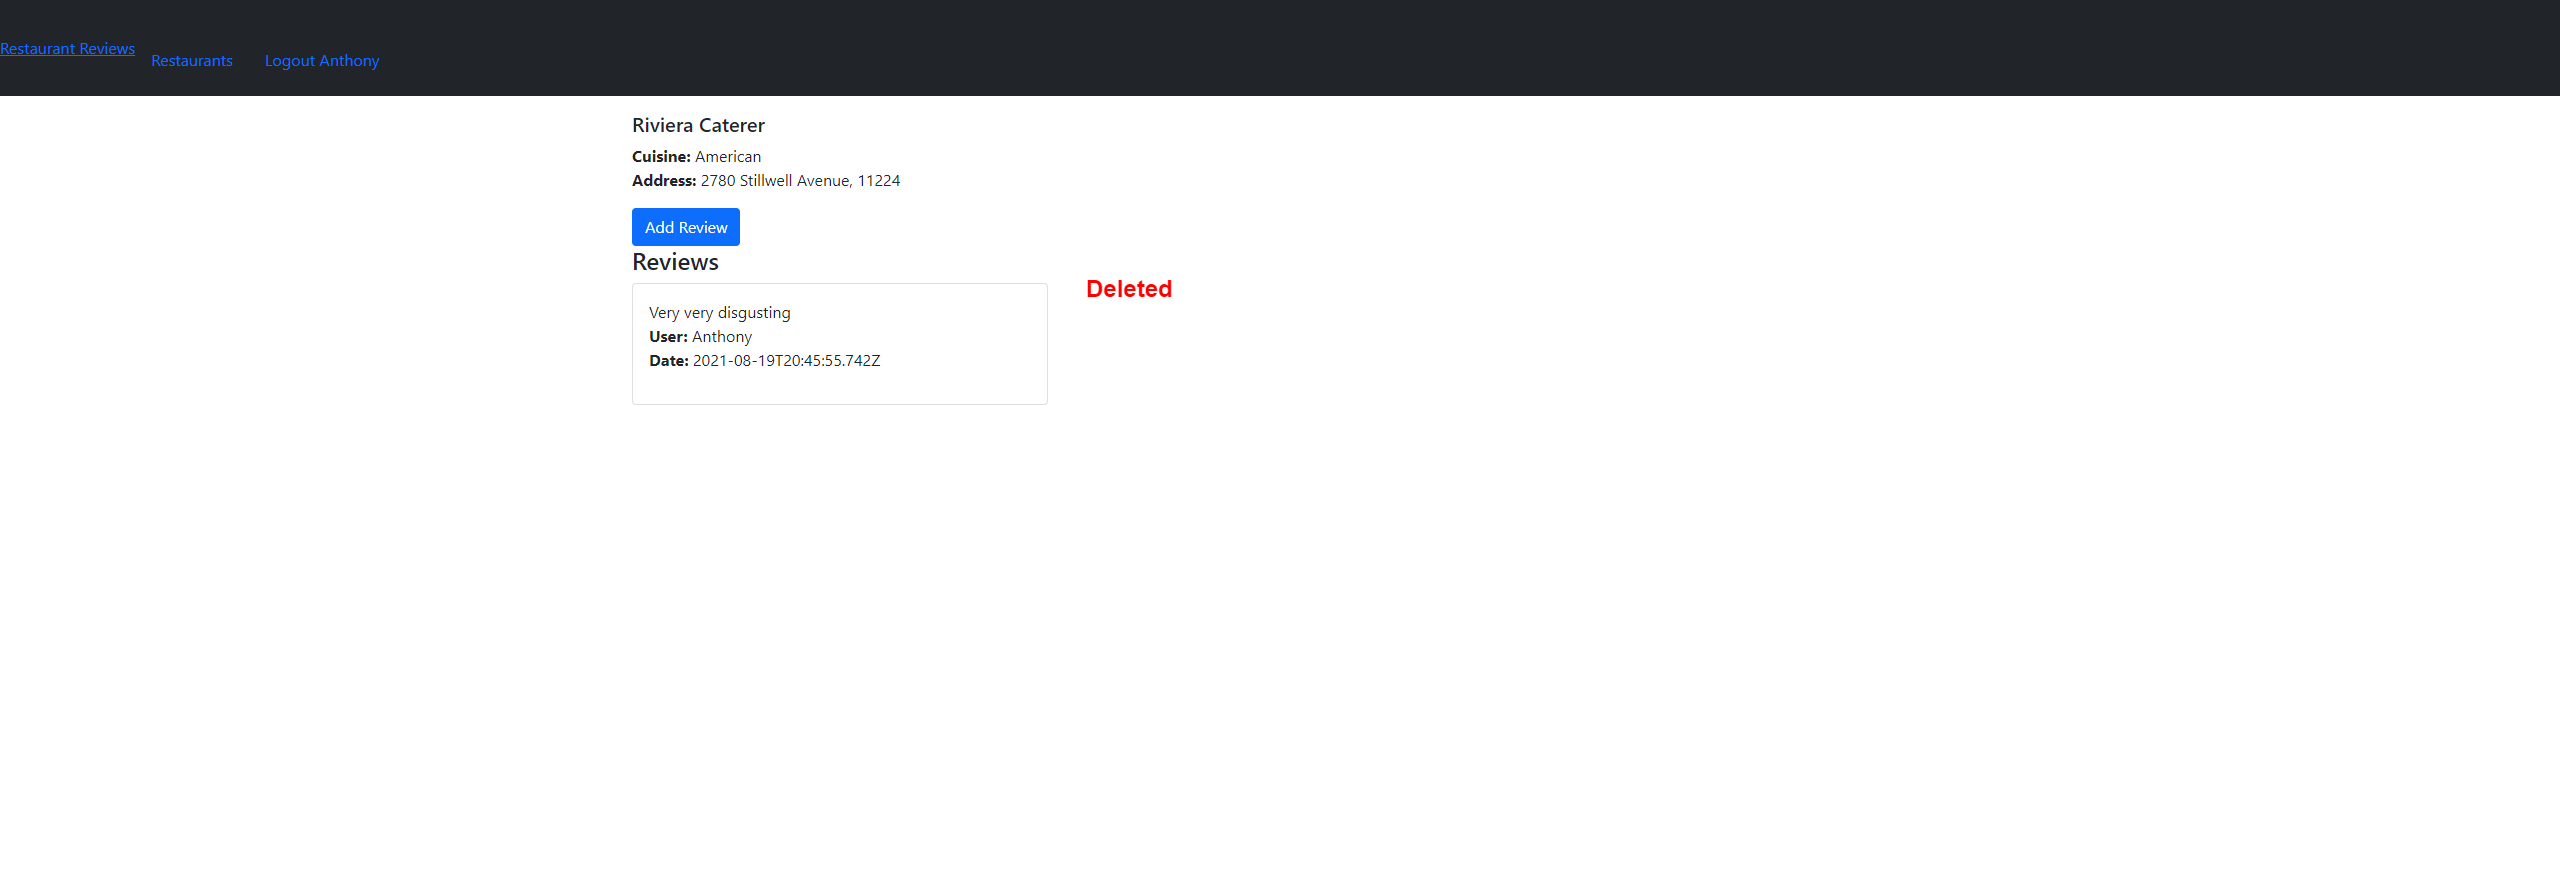 Restaurant Reviews
Restaurants
Logout Anthony
Riviera Caterer
Cuisine: American
Address: 2780 Stillwell Avenue, 11224
Add Review
Reviews
Deleted
Very very disgusting
User: Anthony
Date: 2021-08-19T20:45:55.742Z